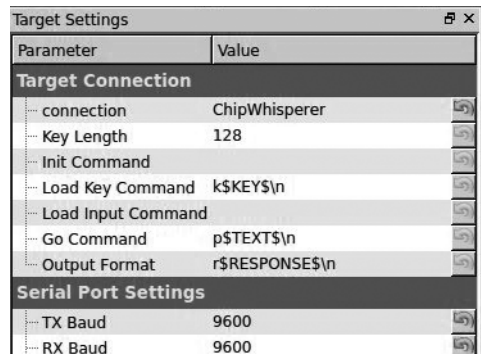 Target Settings
Parameter Value
Target Connection
connection ChipWhisperer
Key Length 128
Init Command
Load Key Command k$KEY$\n
Load Input Command
Go Command p$TEXT$\n
Output Format r$RESPONSE$\n
Serial Port Settings
TX Baud 9600
RX Baud 9600